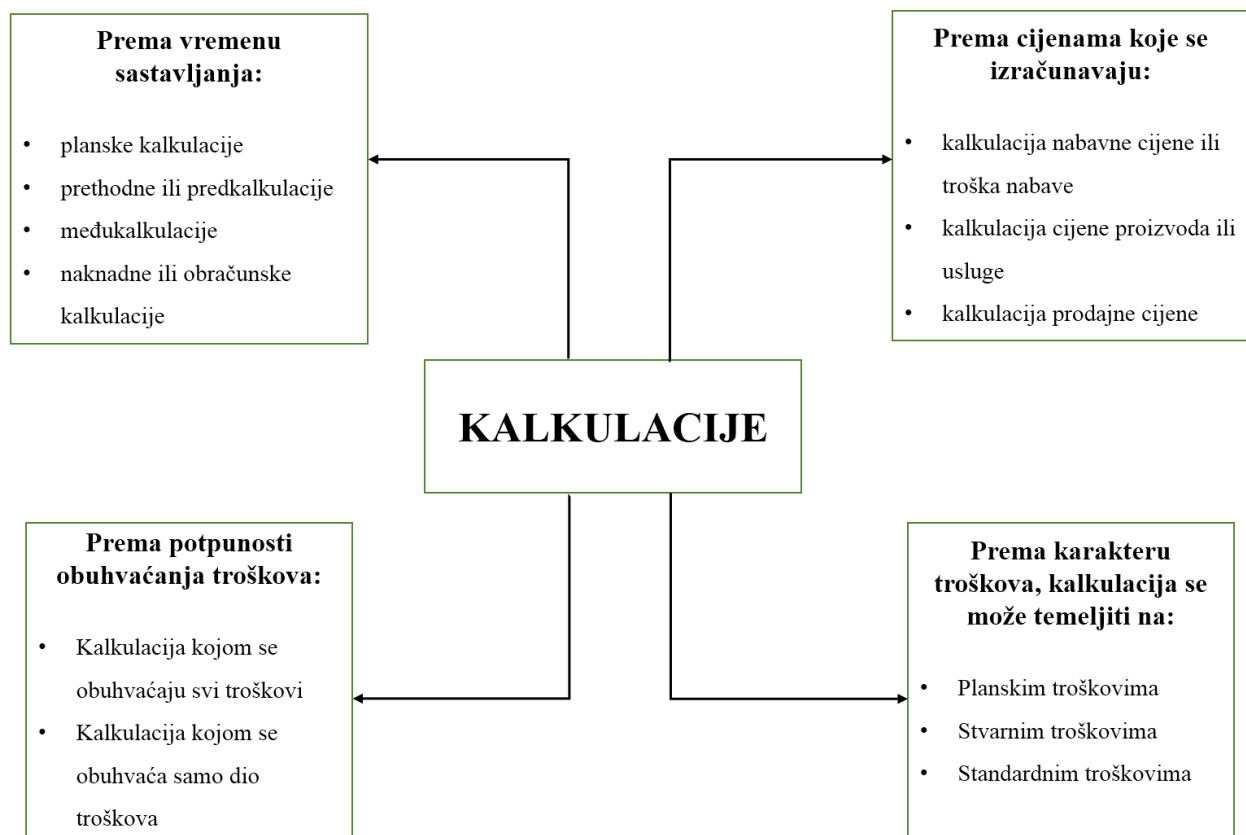 Prema vremenu
sastavljanja:
• planske kalkulacije
• prethodne ili predkalkulacije
• međukalkulacije
• naknadne ili obračunske
kalkulacije
Prema cijenama koje se
izračunavaju:
• kalkulacija nabavne cijene ili
troška nabave
• kalkulacija cijene proizvoda ili
usluge
• kalkulacija prodajne cijene
KALKULACIJE
Prema potpunosti
obuhvaćanja troškova:
• Kalkulacija kojom se
obuhvaćaju svi troškovi
• Kalkulacija kojom se
obuhvaća samo dio
troškova
Prema karakteru
troškova, kalkulacija se
može temeljiti na:
• Planskim troškovima
• Stvarnim troškovima
• Standardnim troškovima